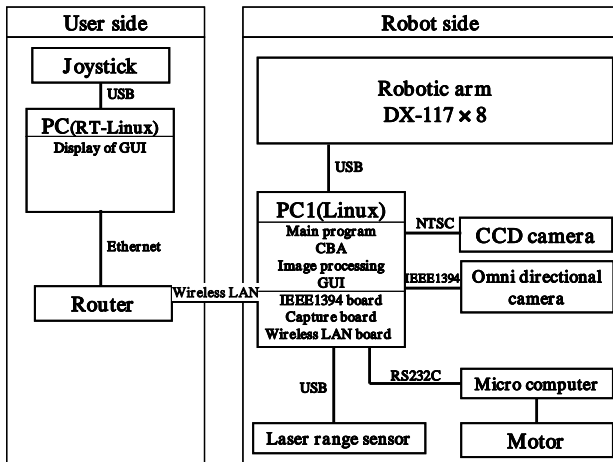 User side
Joystick
USB
PC(RT-Linux)
Display of GUI
Ethernet
Router
Wireless LAN
Robot side
Robotic arm
DX-117 × 8
USB
PC1(Linux)
Main program
CBA
Image processing
GUI
IEEE1394 board
Capture board
Wireless LAN board
NTSC
CCD camera
IEEE1394
Omni directional
camera
RS232C
Micro computer
Motor
USB
Laser range sensor